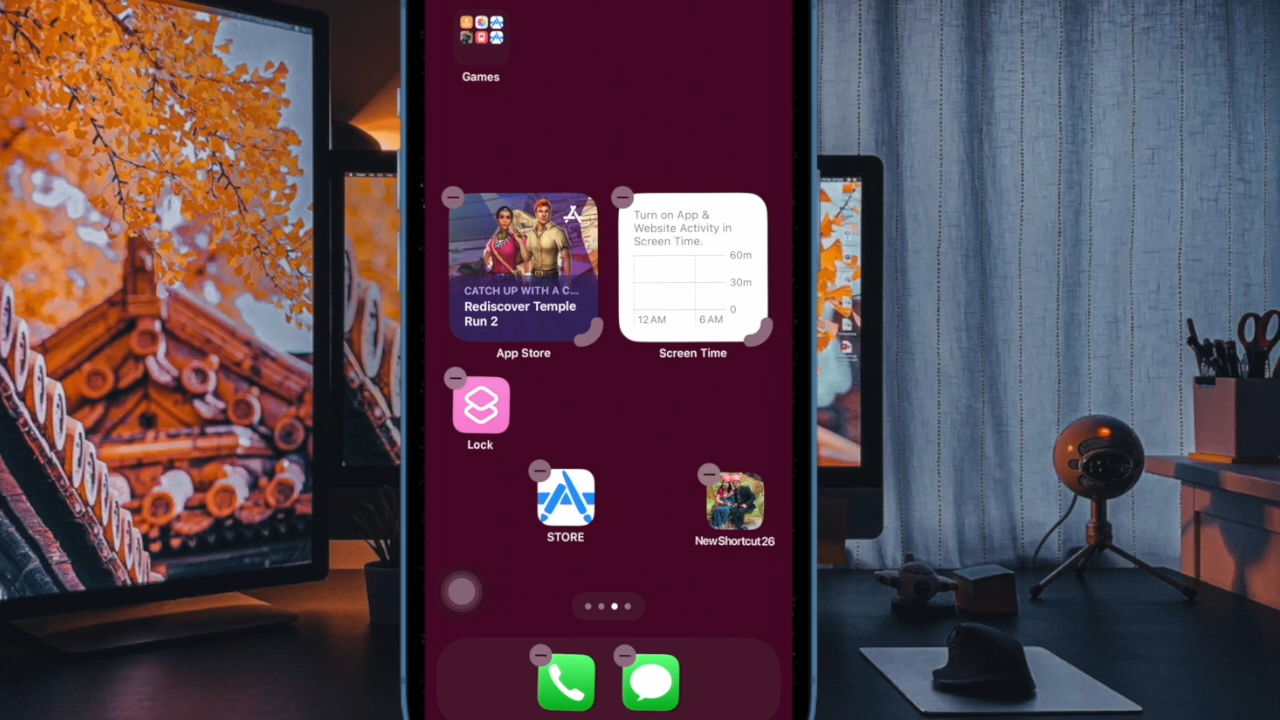 Games
CATCH UP WITH A C...
Rediscover Temple
Run 2
App Store
Turn on App &
Website Activity in
Screen Time.
60m
30m
0
12 AM
6 AM
Screen Time
Lock
STORE
NewShortcut26